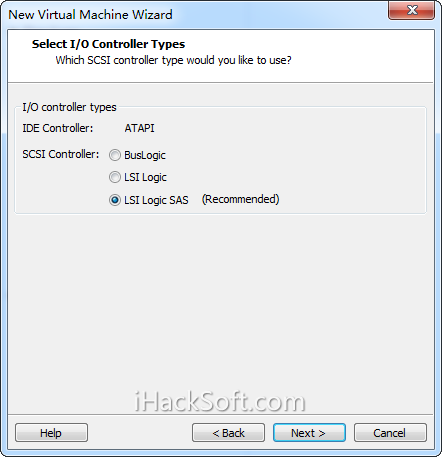 New Virtual Machine Wizard
Select I/O Controller Types
Which SCSI controller type would you like to use?
I/O controller types
IDE Controller: ATAPI
SCSI Controller: BusLogic
LSI Logic
LSI Logic SAS (Recommended)
iHackSoft.com
Help < Back Next > Cancel